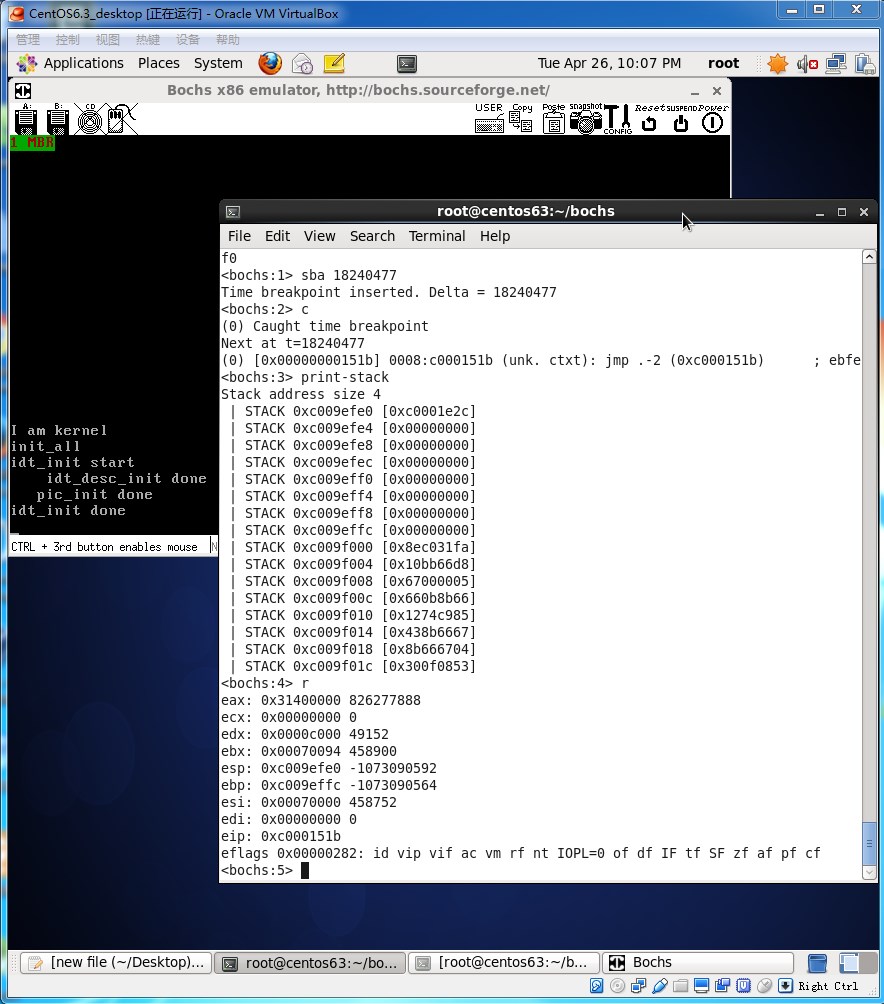 CentOS6.3_desktop [正在运行] - Oracle VM VirtualBox
管理 控制 视图 热键 设备 帮助
Applications Places System Tue Apr 26, 10:07 PM root
Bochs x86 emulator, http://bochs.sourceforge.net/
A: B: CD USER Copy Paste snapshot CONFIG Reset SUSPEND Power
1 MBR
I am kernel
init_all
idt_init start
idt_desc_init done
pic_init done
idt_init done
CTRL + 3rd button enables mouse
root@centos63:~/bochs
File Edit View Search Terminal Help
f0
<bochs:1> sba 18240477
Time breakpoint inserted. Delta = 18240477
<bochs:2> c
(0) Caught time breakpoint
Next at t=18240477
(0) [0x00000000151b] 0008:c000151b (unk. ctxt): jmp .-2 (0xc000151b) ; ebfe
<bochs:3> print-stack
Stack address size 4
| STACK 0xc009efe0 [0xc0001e2c]
| STACK 0xc009efe4 [0x00000000]
| STACK 0xc009efe8 [0x00000000]
| STACK 0xc009efec [0x00000000]
| STACK 0xc009eff0 [0x00000000]
| STACK 0xc009eff4 [0x00000000]
| STACK 0xc009eff8 [0x00000000]
| STACK 0xc009effc [0x00000000]
| STACK 0xc009f000 [0x8ec031fa]
| STACK 0xc009f004 [0x10bb66d8]
| STACK 0xc009f008 [0x67000005]
| STACK 0xc009f00c [0x660b8b66]
| STACK 0xc009f010 [0x1274c985]
| STACK 0xc009f014 [0x438b6667]
| STACK 0xc009f018 [0x8b666704]
| STACK 0xc009f01c [0x300f0853]
<bochs:4> r
eax: 0x31400000 826277888
ecx: 0x00000000 0
edx: 0x0000c000 49152
ebx: 0x00070094 458900
esp: 0xc009efe0 -1073090592
ebp: 0xc009effc -1073090564
esi: 0x00070000 458752
edi: 0x00000000 0
eip: 0xc000151b
eflags 0x00000282: id vip vif ac vm rf nt IOPL=0 of df IF tf SF zf af pf cf
<bochs:5>
[new file (~/Desktop)... root@centos63:~/bo... [root@centos63:~/b... Bochs
Right Ctrl